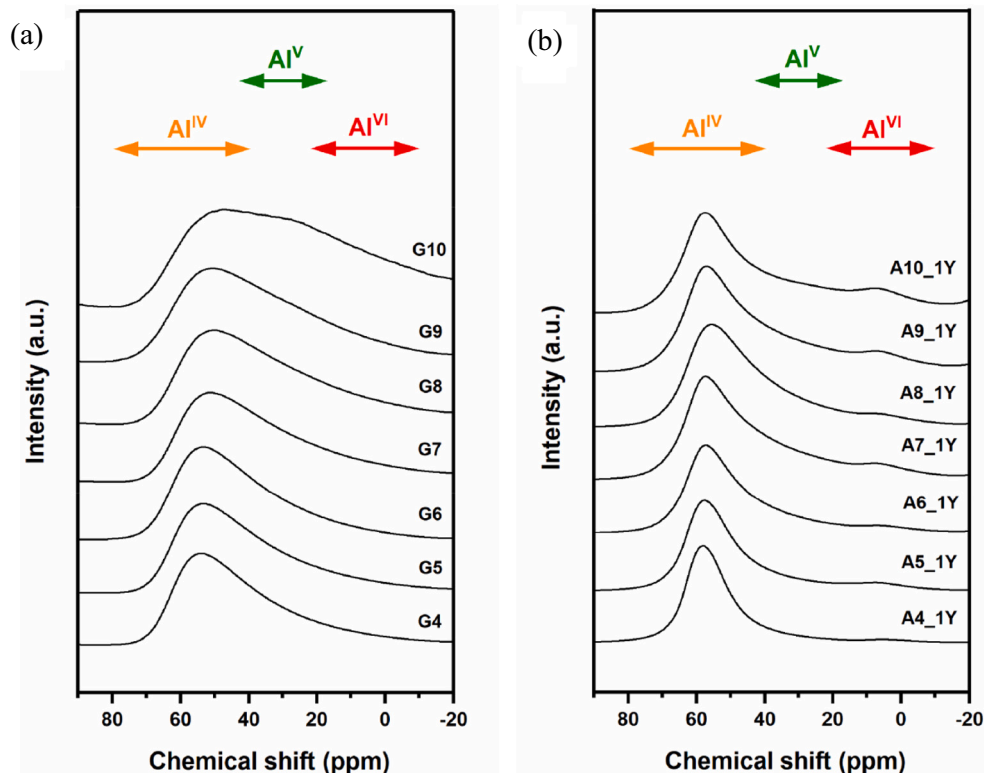 (a)
Al^V
Al^IV
Al^VI
G10
G9
G8
G7
G6
G5
G4
Intensity (a.u.)
80 60 40 20 0 -20
Chemical shift (ppm)
(b)
Al^V
Al^IV
Al^VI
A10_1Y
A9_1Y
A8_1Y
A7_1Y
A6_1Y
A5_1Y
A4_1Y
Intensity (a.u.)
80 60 40 20 0 -20
Chemical shift (ppm)